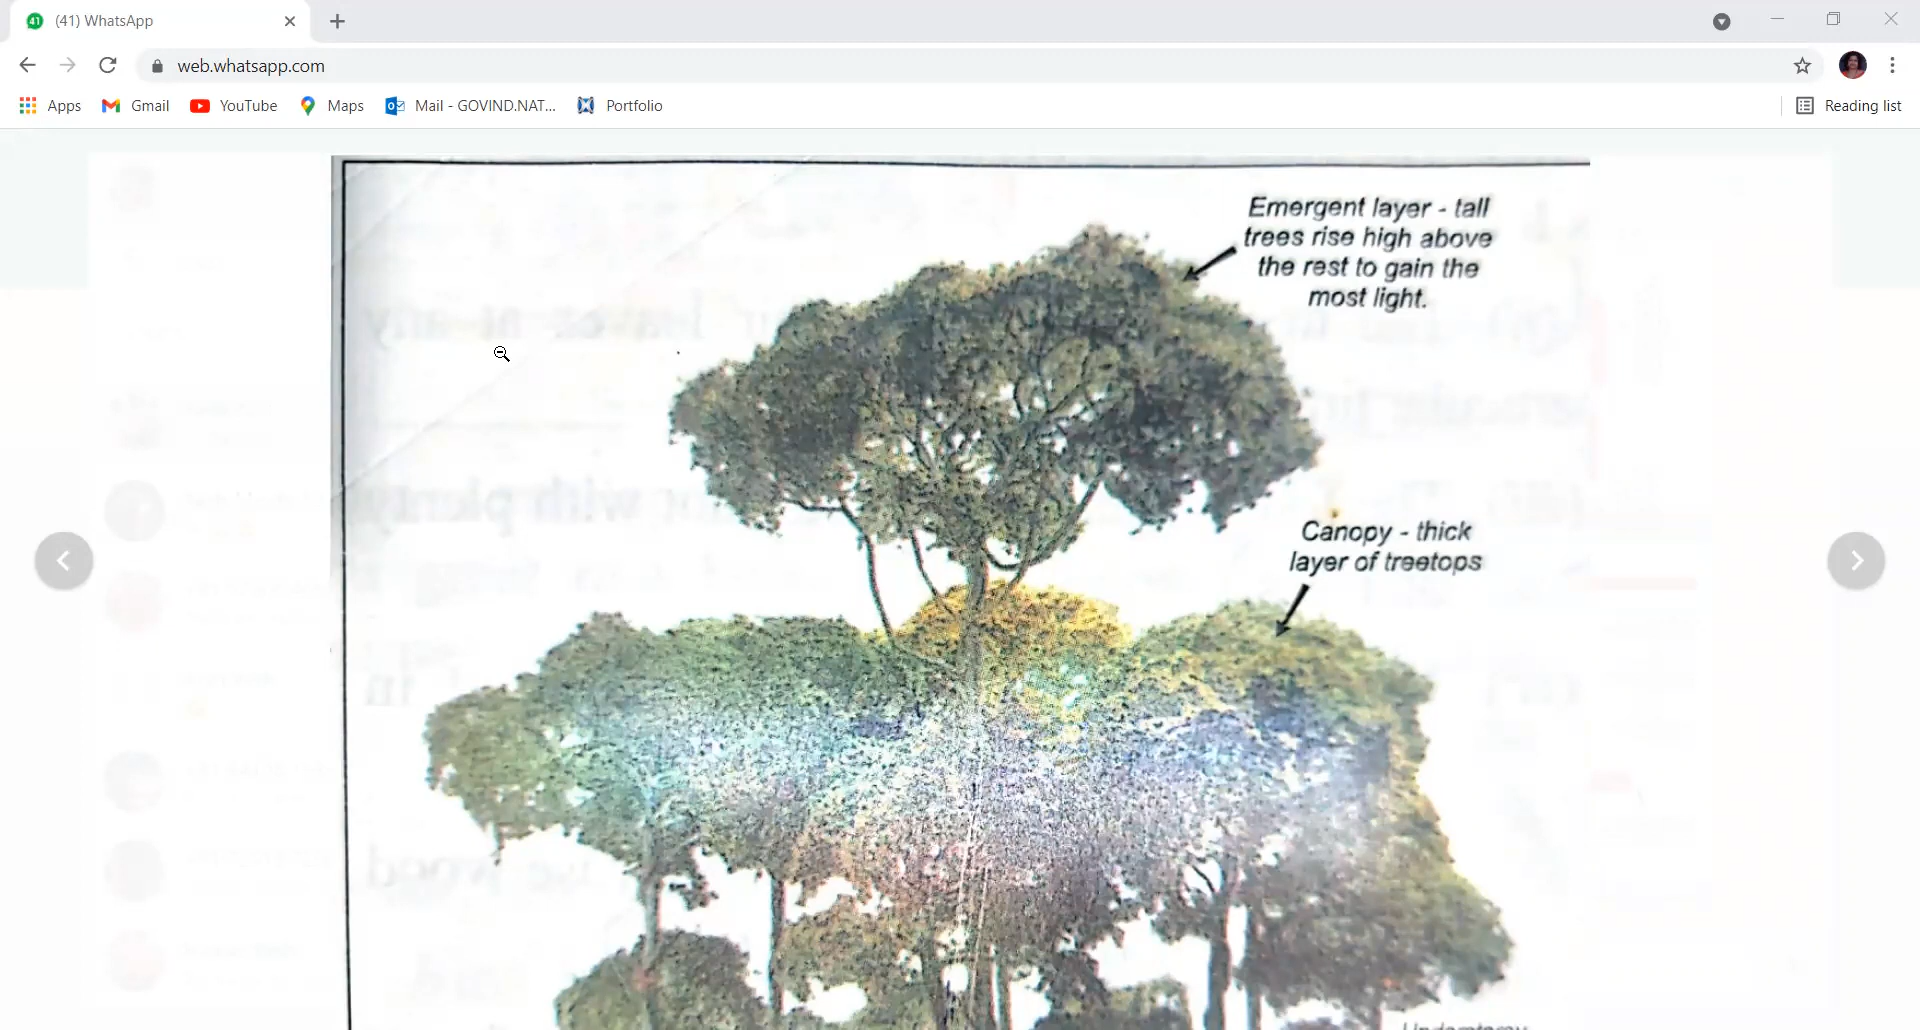 41
(41) WhatsApp
web.whatsapp.com
Apps
Gmail
YouTube
Maps
Mail - GOVIND.NAT...
Portfolio
Reading list
Emergent layer - tall
trees rise high above
the rest to gain the
most light.
Canopy - thick
layer of treetops